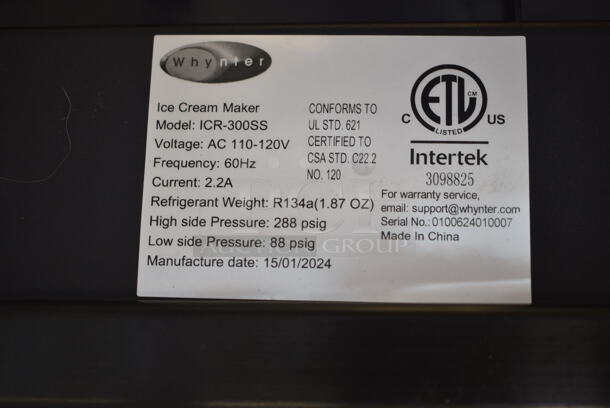 Whynter
Ice Cream Maker
Model: ICR-300SS
Voltage: AC 110-120V
Frequency: 60Hz
Current: 2.2A
Refrigerant Weight: R134a(1.87 OZ)
High side Pressure: 288 psig
Low side Pressure: 88 psig
Manufacture date: 15/01/2024
CONFORMS TO
UL STD. 621
CERTIFIED TO
CSA STD. C22.2
NO. 120
ETL CM
C US
LISTED
Intertek
3098825
For warranty service,
email: support@whynter.com
Serial No.: 0100624010007
Made In China
GROUP